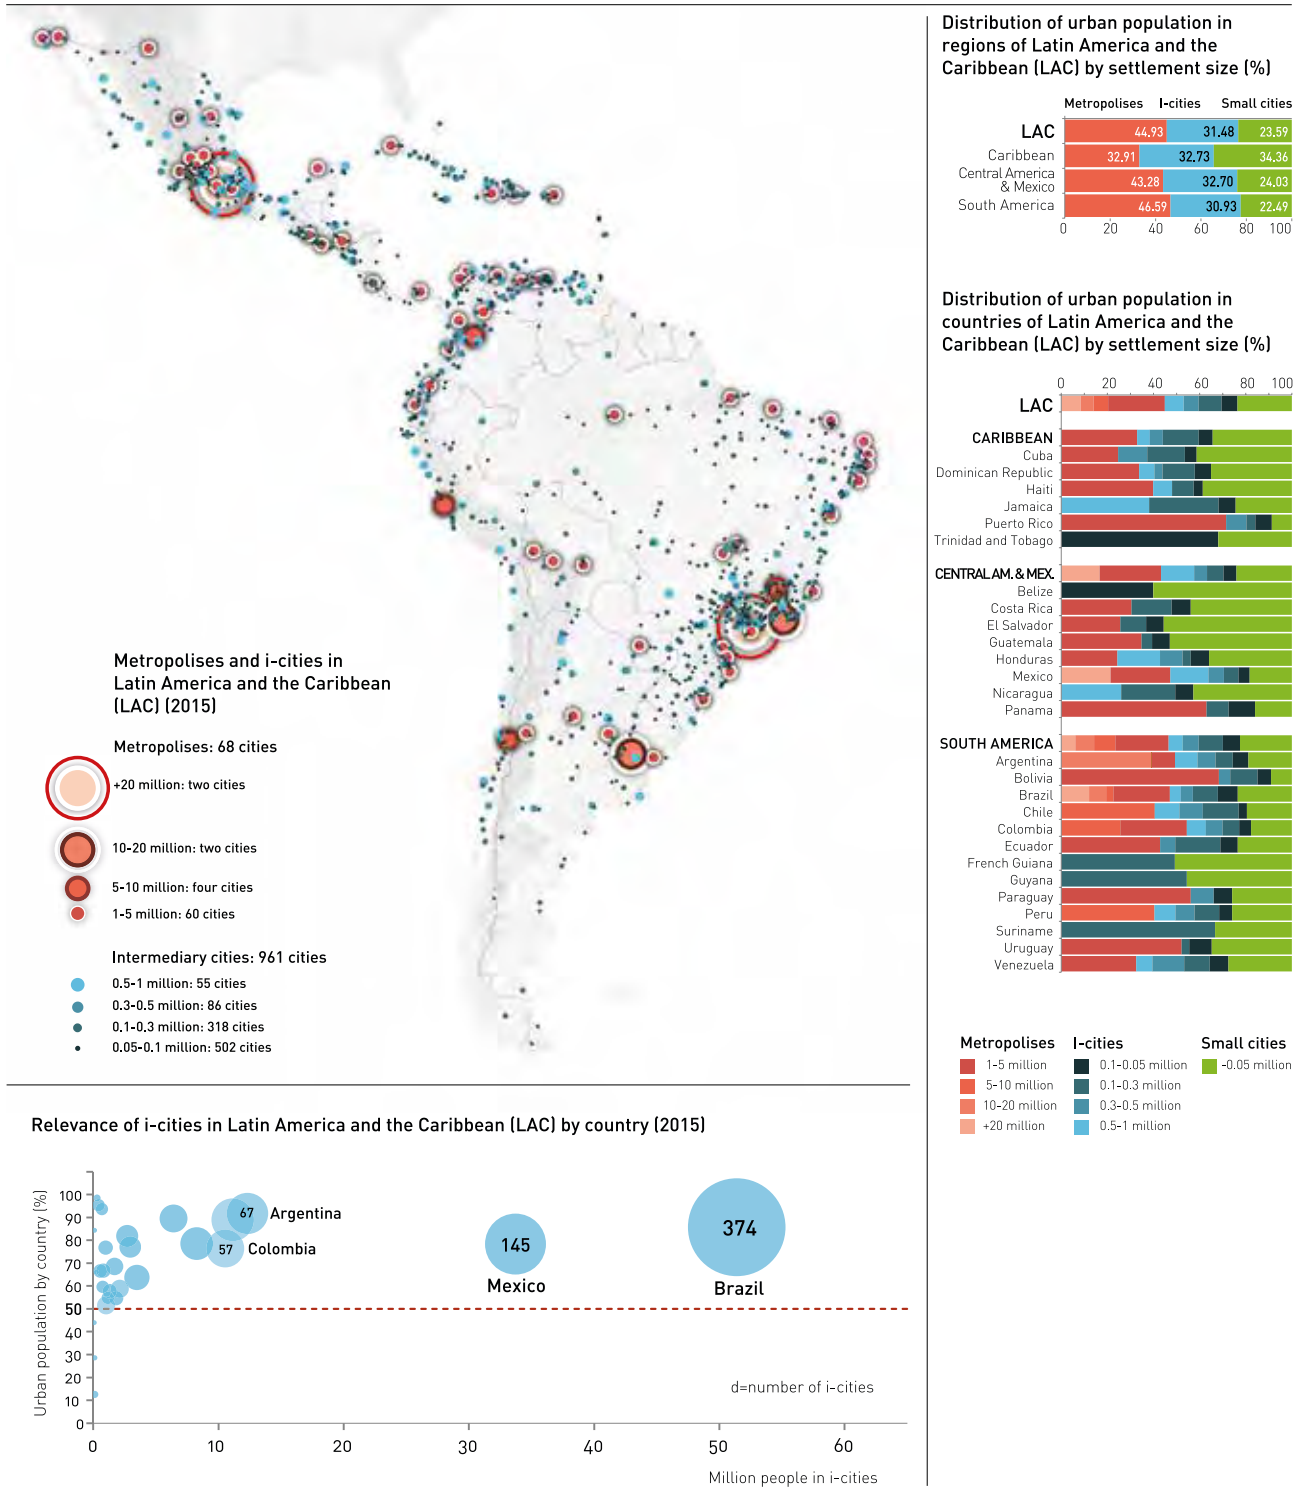 Distribution of urban population in
regions of Latin America and the
Caribbean (LAC) by settlement size (%)
Metropolises I-cities Small cities
LAC 44.93 31.48 23.59
Caribbean 32.91 32.73 34.36
Central America
& Mexico 43.28 32.70 24.03
South America 46.59 30.93 22.49
0 20 40 60 80 100
Distribution of urban population in
countries of Latin America and the
Caribbean (LAC) by settlement size (%)
0 20 40 60 80 100
LAC
CARIBBEAN
Cuba
Dominican Republic
Haiti
Jamaica
Puerto Rico
Trinidad and Tobago
CENTRAL AM. & MEX.
Belize
Costa Rica
El Salvador
Guatemala
Honduras
Mexico
Nicaragua
Panama
SOUTH AMERICA
Argentina
Bolivia
Brazil
Chile
Colombia
Ecuador
French Guiana
Guyana
Paraguay
Peru
Suriname
Uruguay
Venezuela
Metropolises I-cities Small cities
1-5 million 0.1-0.05 million -0.05 million
5-10 million 0.1-0.3 million
10-20 million 0.3-0.5 million
+20 million 0.5-1 million
Metropolises and i-cities in
Latin America and the Caribbean
(LAC) (2015)
Metropolises: 68 cities
+20 million: two cities
10-20 million: two cities
5-10 million: four cities
1-5 million: 60 cities
Intermediary cities: 961 cities
0.5-1 million: 55 cities
0.3-0.5 million: 86 cities
0.1-0.3 million: 318 cities
0.05-0.1 million: 502 cities
Relevance of i-cities in Latin America and the Caribbean (LAC) by country (2015)
Urban population by country (%)
100
90
80
70
60
50
40
30
20
10
0
67 Argentina
57 Colombia
145
Mexico
374
Brazil
d=number of i-cities
0 10 20 30 40 50 60
Million people in i-cities